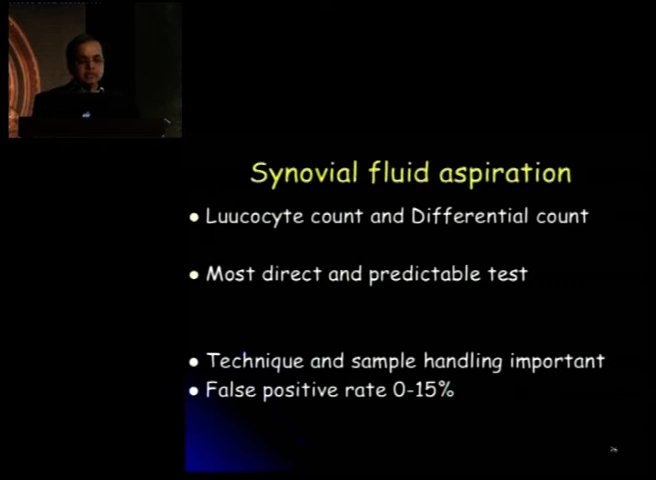 Synovial fluid aspiration
Luucocyte count and Differential count
Most direct and predictable test
Technique and sample handling important
False positive rate 0-15%